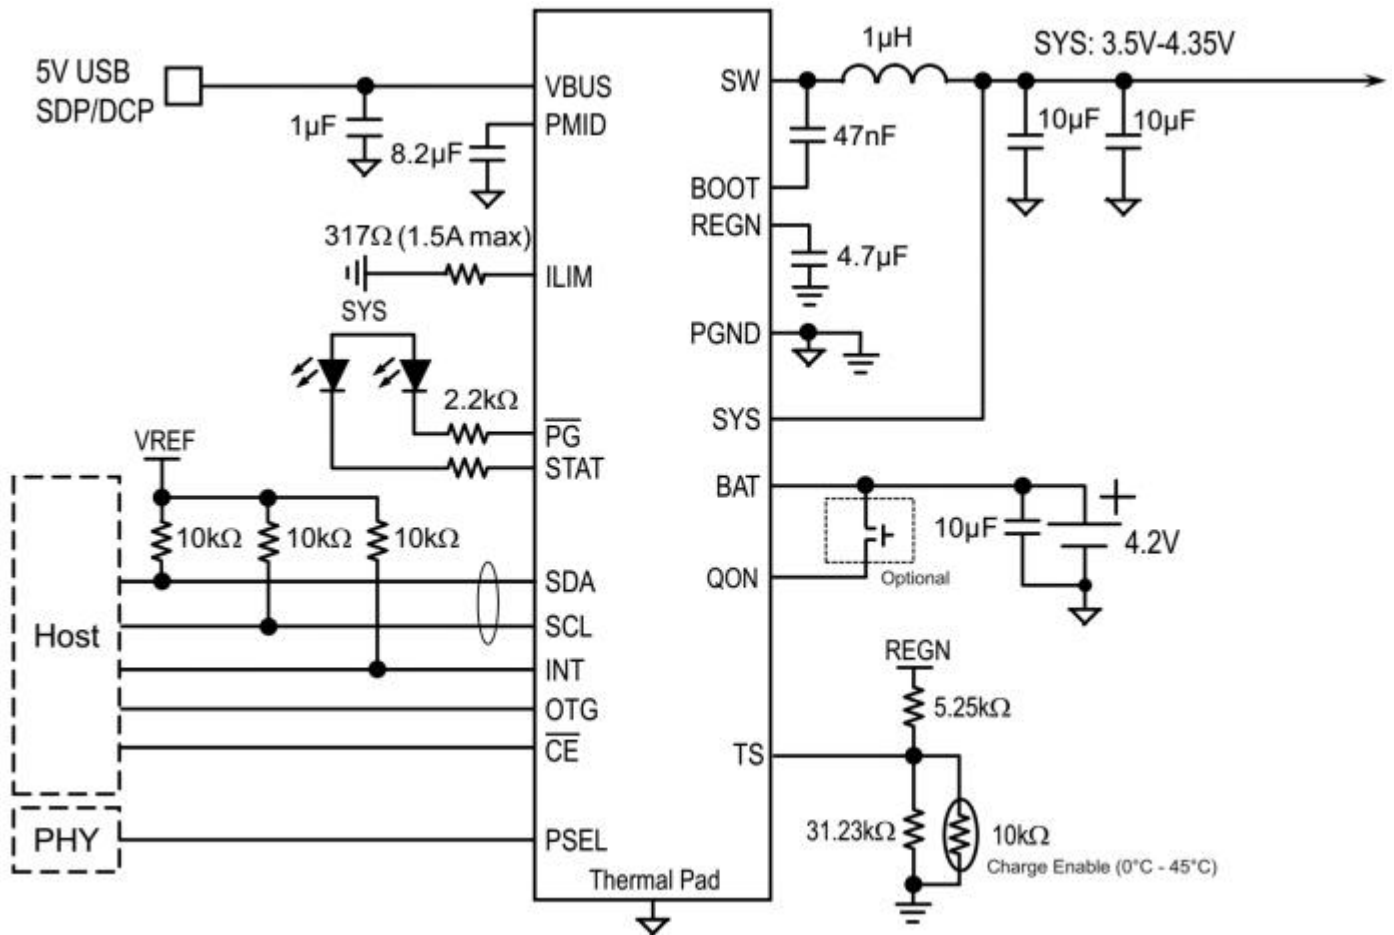 5V USB
SDP/DCP
1µF
8.2µF
VBUS
PMID
317Ω (1.5A max)
ILIM
SYS
2.2kΩ
PG
STAT
VREF
10kΩ
10kΩ
10kΩ
Host
SDA
SCL
INT
OTG
CE
PHY
PSEL
Thermal Pad
SW
1µH
SYS: 3.5V-4.35V
47nF
10µF
10µF
BOOT
REGN
4.7µF
PGND
SYS
BAT
10µF
+
4.2V
QON
Optional
REGN
5.25kΩ
TS
31.23kΩ
10kΩ
Charge Enable (0°C - 45°C)